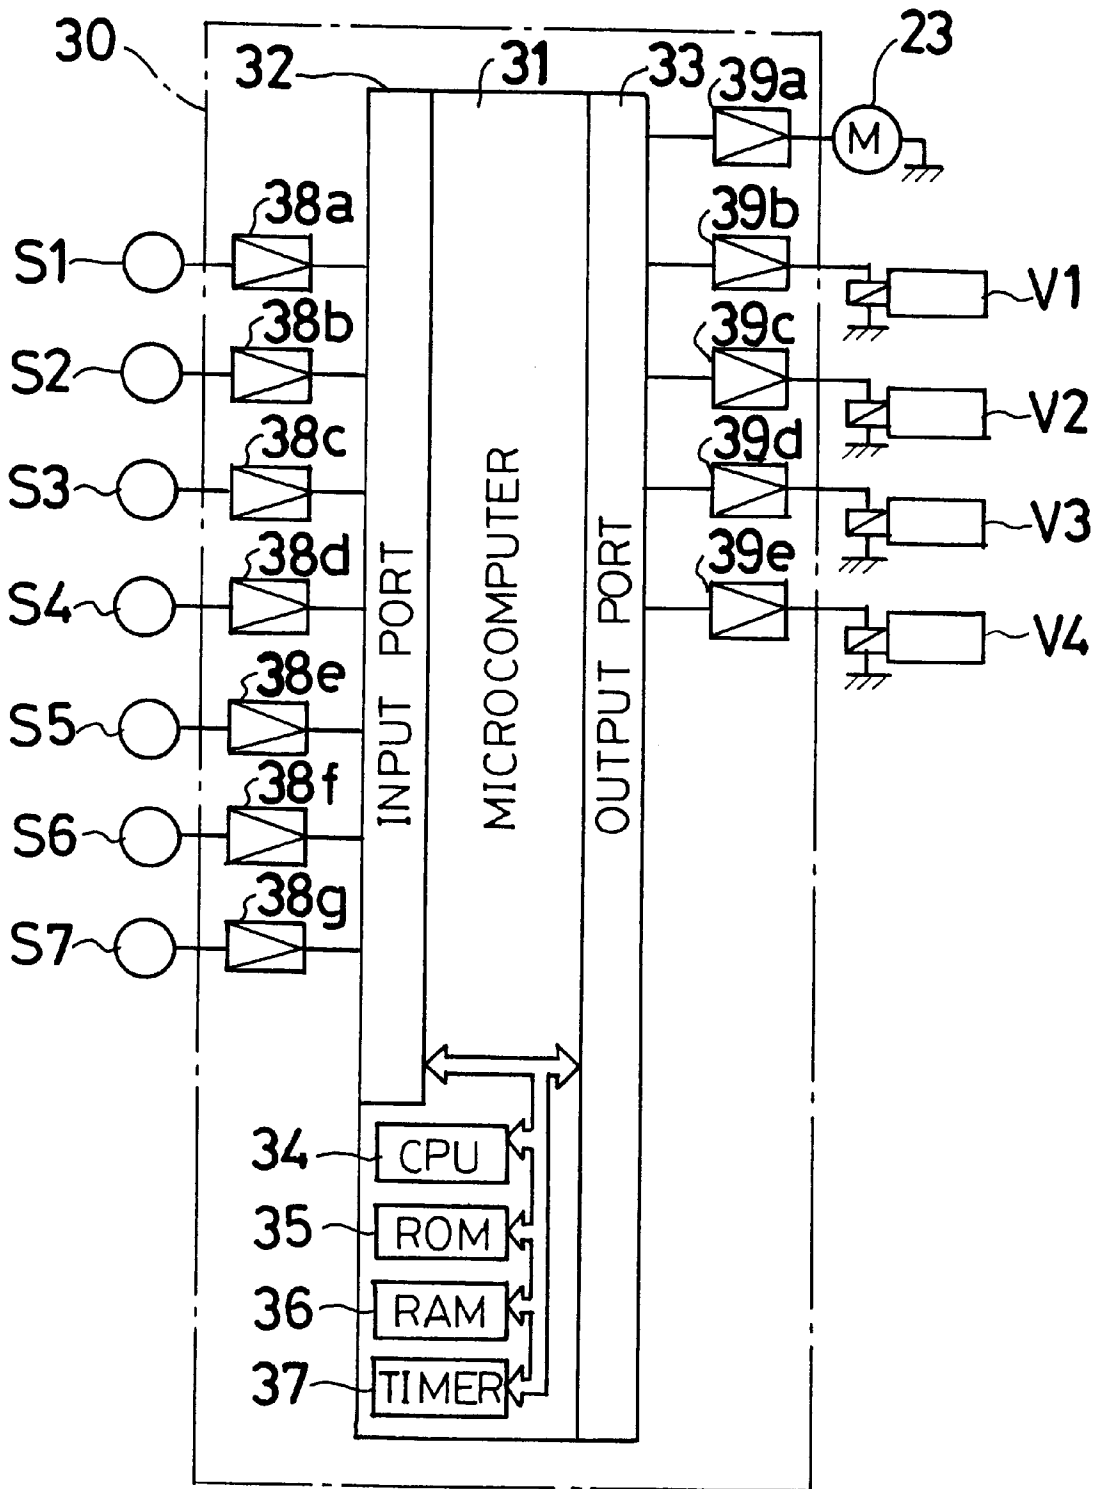 30
32
31
33
39a
23
M
38a
39b
S1
V1
38b
39c
S2
V2
38c
39d
S3
V3
38d
39e
S4
V4
38e
S5
38f
S6
38g
S7
INPUT PORT
MICROCOMPUTER
OUTPUT PORT
34
CPU
35
ROM
36
RAM
37
TIMER